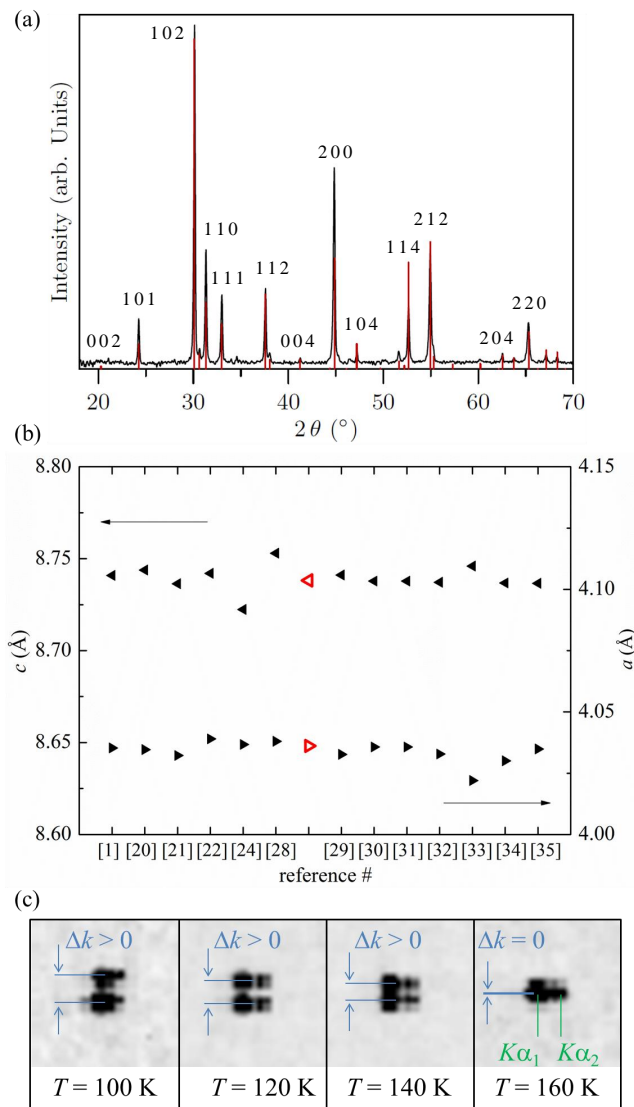 (a)
Intensity (arb. Units)
002
101
102
110
111
112
004
200
104
114
212
204
220
20 30 40 50 60 70
2 θ (°)
(b)
8.80 4.15
8.75 4.10
8.70 4.05
8.65
8.60 4.00
c (Å)
a (Å)
[1] [20] [21] [22] [24] [28] [29] [30] [31] [32] [33] [34] [35]
reference #
(c)
Δk > 0 Δk > 0 Δk > 0 Δk = 0
Kα1 Kα2
T = 100 K T = 120 K T = 140 K T = 160 K